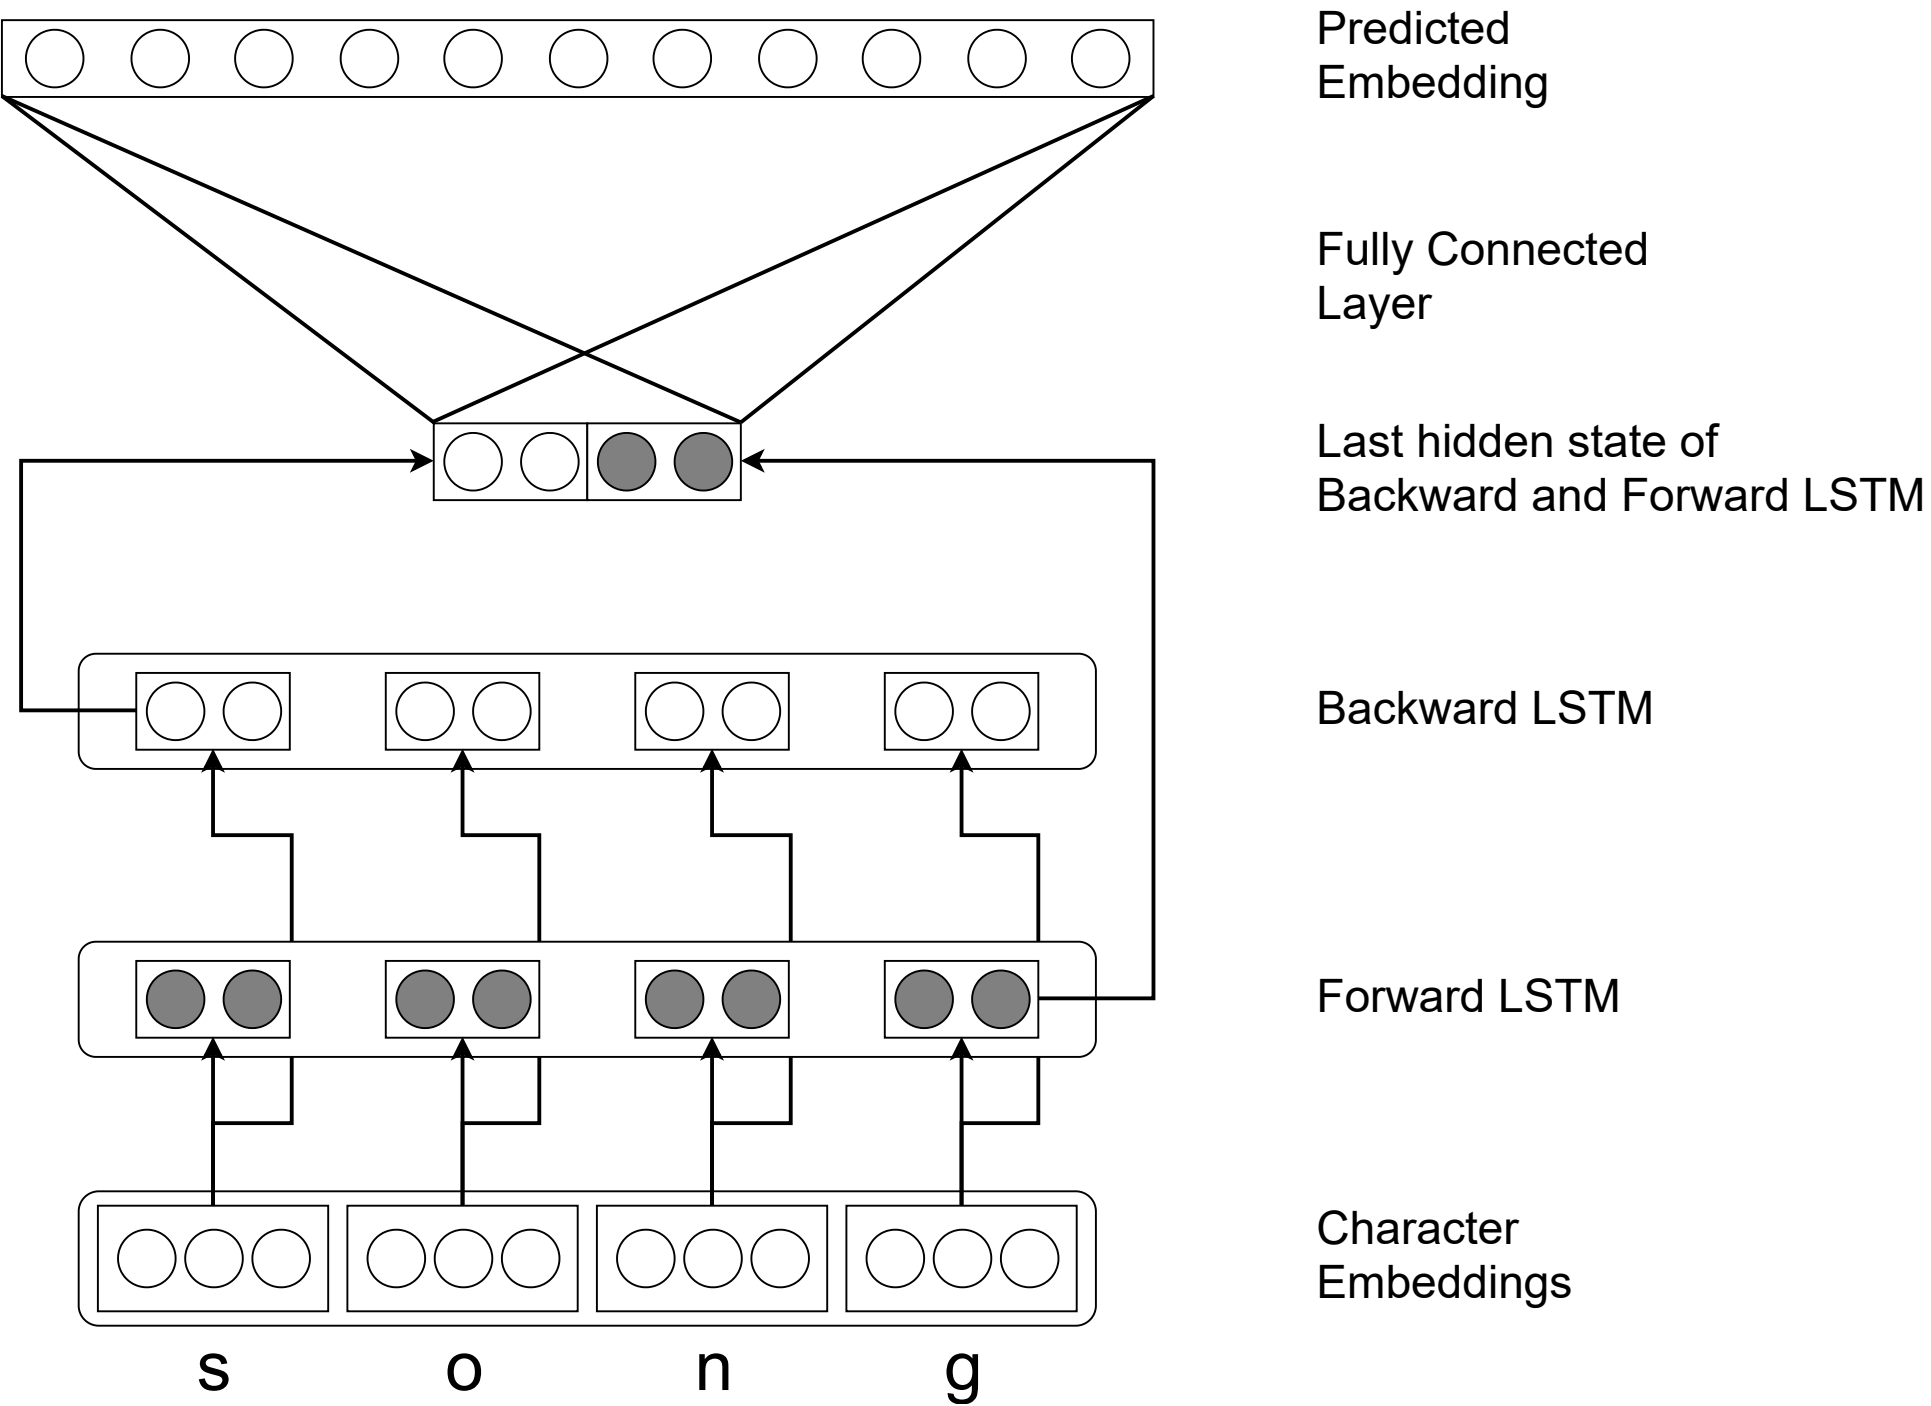 Predicted
Embedding
Fully Connected
Layer
Last hidden state of
Backward and Forward LSTM
Backward LSTM
Forward LSTM
Character
Embeddings
s o n g